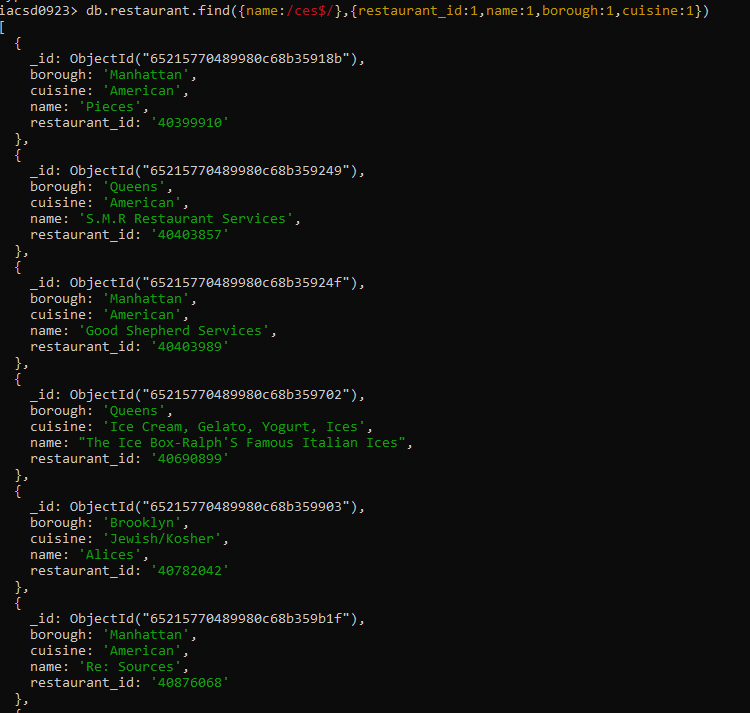 iacsd0923> db.restaurant.find({name:/ces$/},{restaurant_id:1,name:1,borough:1,cuisine:1})
[
  {
    _id: ObjectId("65215770489980c68b35918b"),
    borough: 'Manhattan',
    cuisine: 'American',
    name: 'Pieces',
    restaurant_id: '40399910'
  },
  {
    _id: ObjectId("65215770489980c68b359249"),
    borough: 'Queens',
    cuisine: 'American',
    name: 'S.M.R Restaurant Services',
    restaurant_id: '40403857'
  },
  {
    _id: ObjectId("65215770489980c68b35924f"),
    borough: 'Manhattan',
    cuisine: 'American',
    name: 'Good Shepherd Services',
    restaurant_id: '40403989'
  },
  {
    _id: ObjectId("65215770489980c68b359702"),
    borough: 'Queens',
    cuisine: 'Ice Cream, Gelato, Yogurt, Ices',
    name: "The Ice Box-Ralph'S Famous Italian Ices",
    restaurant_id: '40690899'
  },
  {
    _id: ObjectId("65215770489980c68b359903"),
    borough: 'Brooklyn',
    cuisine: 'Jewish/Kosher',
    name: 'Alices',
    restaurant_id: '40782042'
  },
  {
    _id: ObjectId("65215770489980c68b359b1f"),
    borough: 'Manhattan',
    cuisine: 'American',
    name: 'Re: Sources',
    restaurant_id: '40876068'
  },